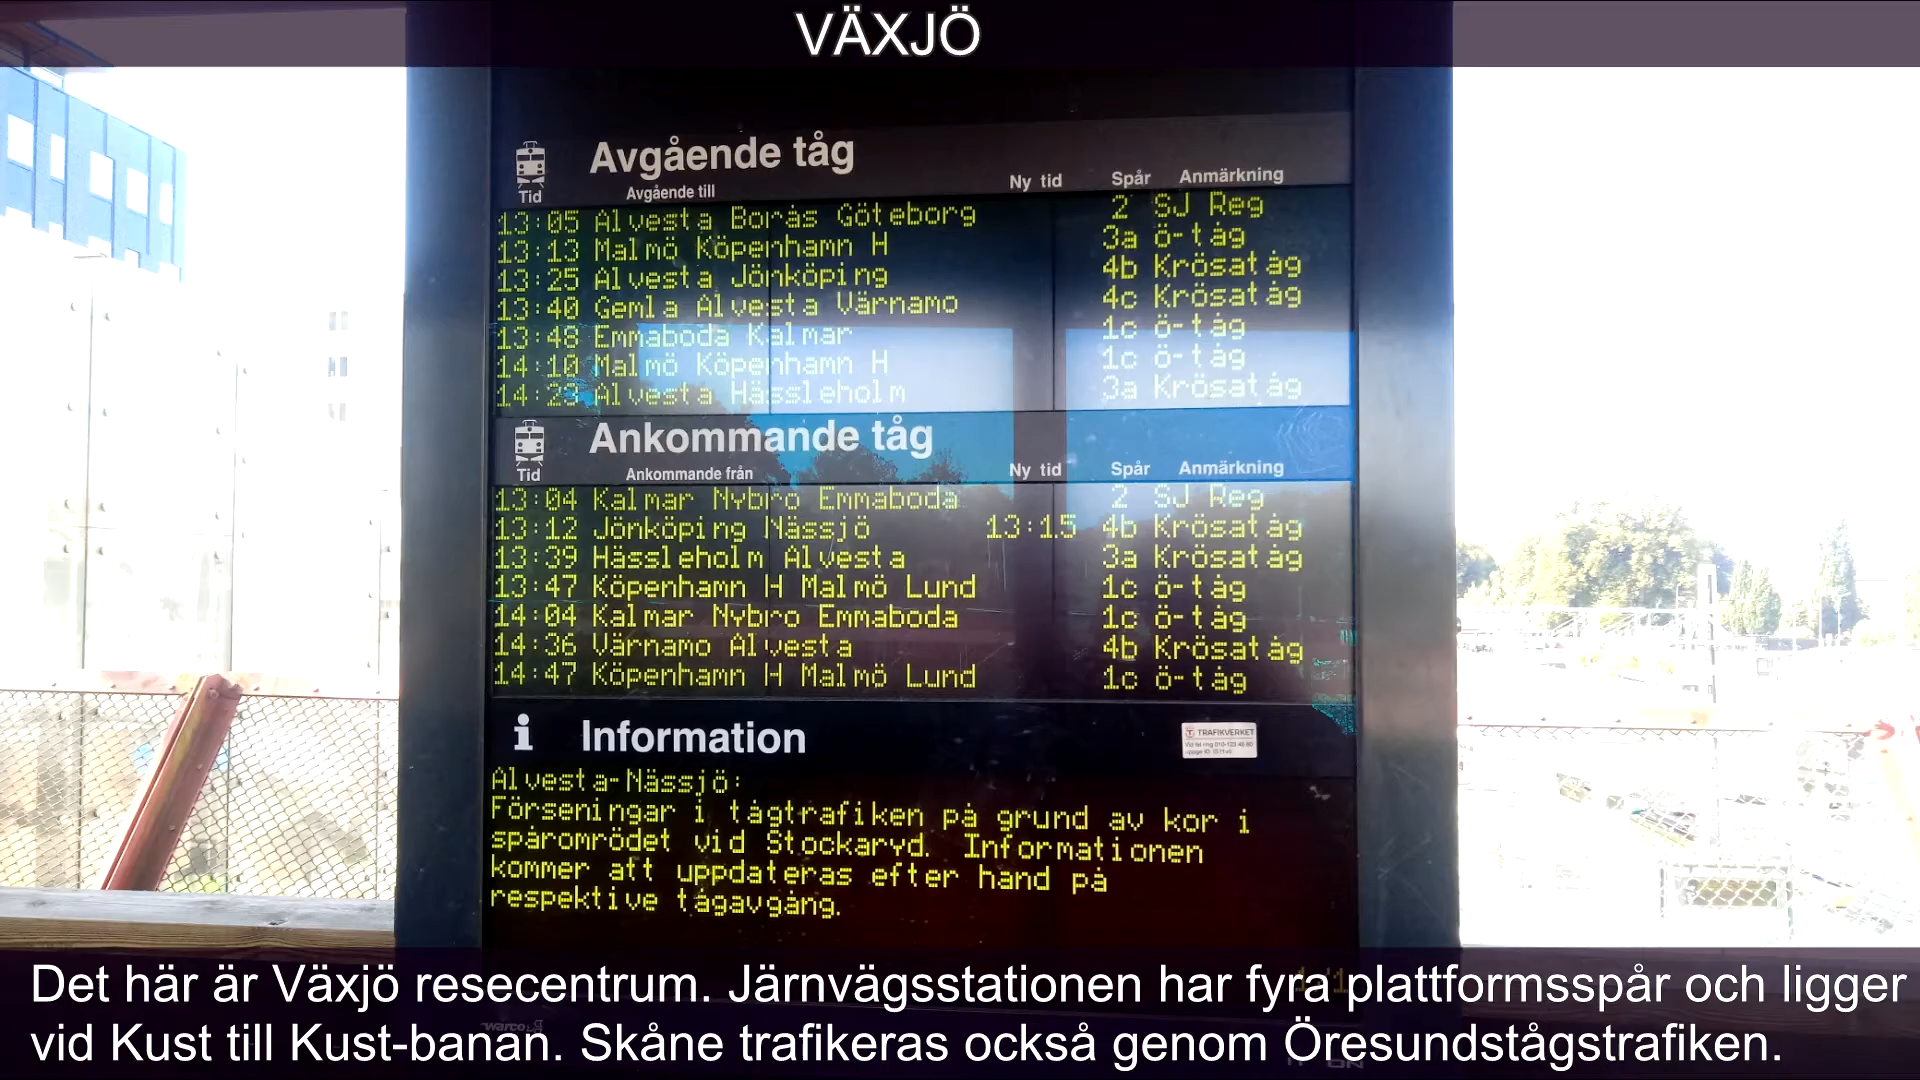 VÄXJÖ
Avgående tåg
Tid Avgående till Ny tid Spår Anmärkning
13:05 Alvesta Borås Göteborg 2 SJ Reg
13:13 Malmö Köpenhamn H 3a ö-tåg
13:25 Alvesta Jönköping 4b Krösatåg
13:40 Gemla Alvesta Värnamo 4c Krösatåg
13:48 Emmaboda Kalmar 1c ö-tåg
14:10 Malmö Köpenhamn H 1c ö-tåg
14:23 Alvesta Hässleholm 3a Krösatåg
Ankommande tåg
Tid Ankommande från Ny tid Spår Anmärkning
13:04 Kalmar Nybro Emmaboda 2 SJ Reg
13:12 Jönköping Nässjö 13:15 4b Krösatåg
13:39 Hässleholm Alvesta 3a Krösatåg
13:47 Köpenhamn H Malmö Lund 1c ö-tåg
14:04 Kalmar Nybro Emmaboda 1c ö-tåg
14:36 Värnamo Alvesta 4b Krösatåg
14:47 Köpenhamn H Malmö Lund 1c ö-tåg
i Information
TRAFIKVERKET
Alvesta-Nässjö:
Förseningar i tågtrafiken på grund av kor i
spåromrödet vid Stockaryd. Informationen
kommer att uppdateras efter hand på
respektive tågavgång.
Det här är Växjö resecentrum. Järnvägsstationen har fyra plattformsspår och ligger
vid Kust till Kust-banan. Skåne trafikeras också genom Öresundstågstrafiken.